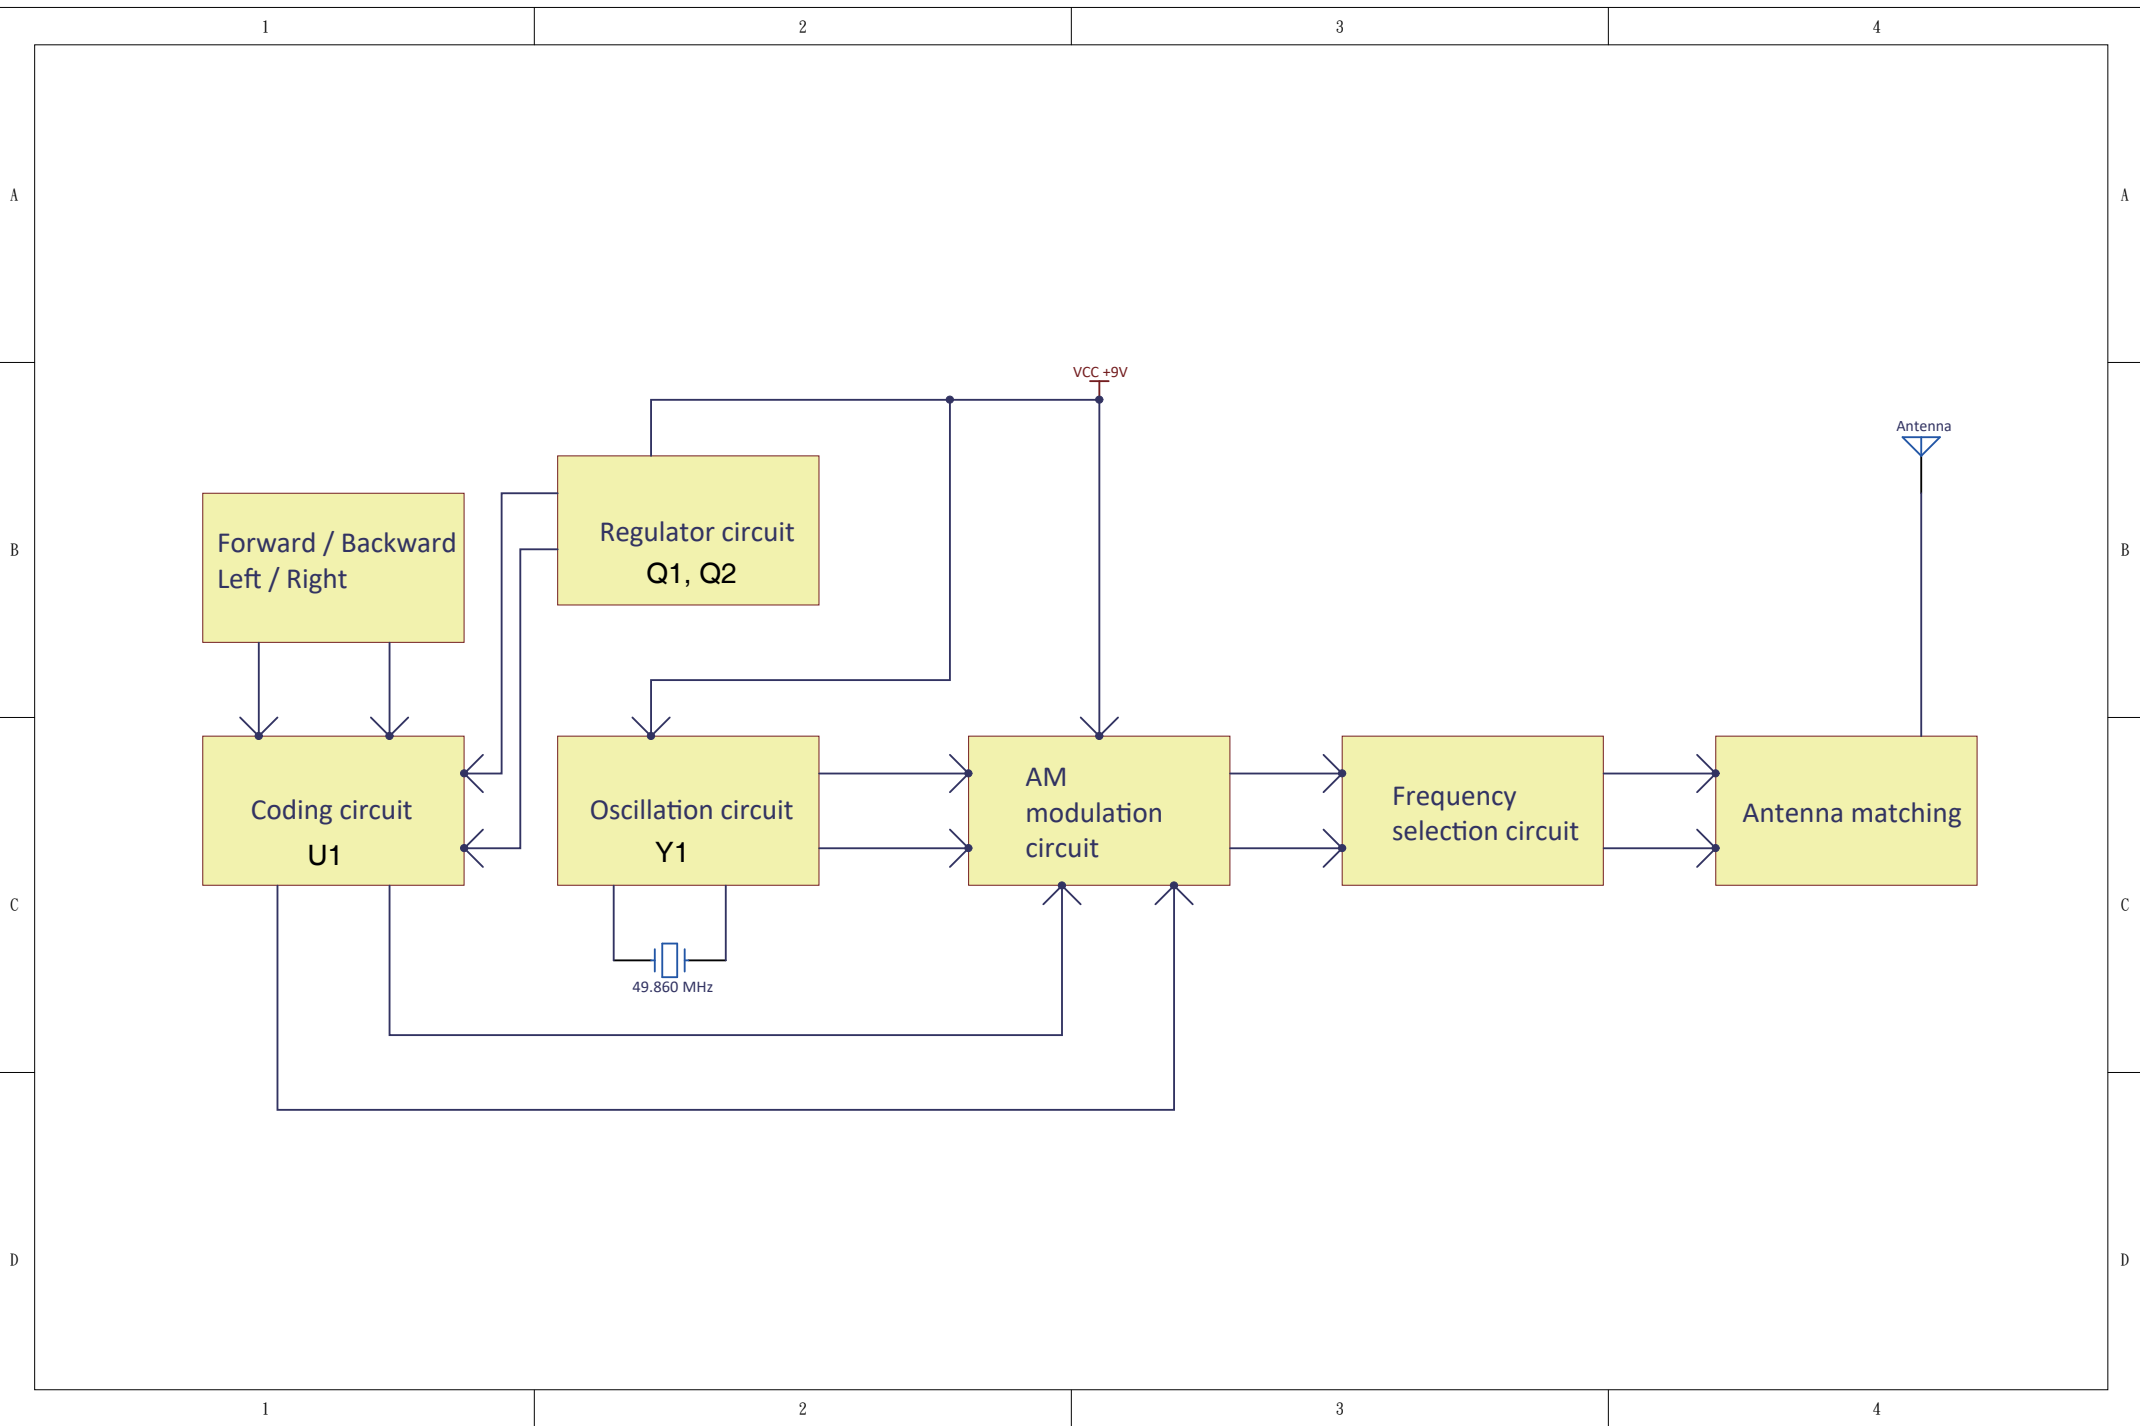 1 2 3 4
A A
VCC +9V
Antenna
Regulator circuit
Q1, Q2
Forward / Backward
Left / Right
B B
Coding circuit
U1
Oscillation circuit
Y1
AM
modulation
circuit
Frequency
selection circuit
Antenna matching
C C
49.860 MHz
D D
1 2 3 4